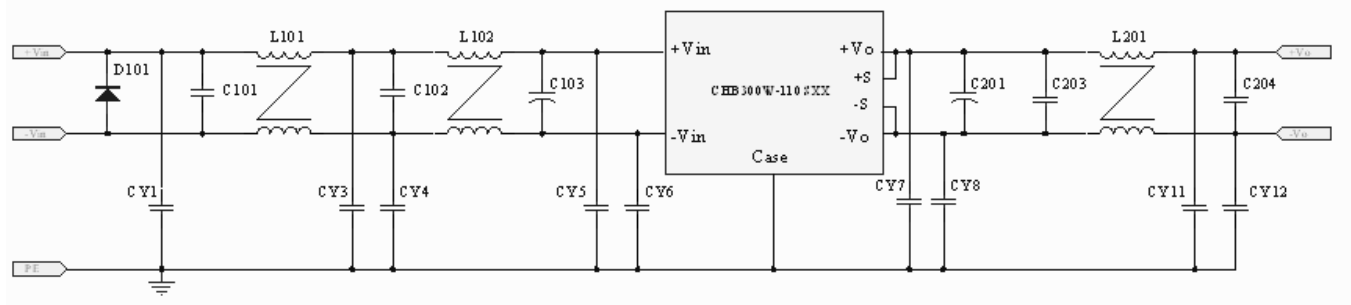 L101
L102
+Vin
+Vo
L201
+Vin
+Vo
D101
+S
C101
C102
C103
CHB300W-110SXX
C201
C203
C204
-S
-Vin
-Vin
-Vo
-Vo
Case
CY1
CY3
CY4
CY5
CY6
CY7
CY8
CY11
CY12
PE